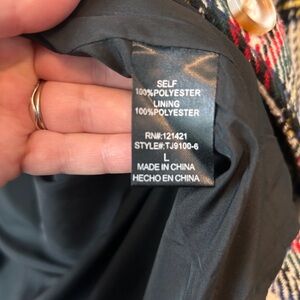 SELF
100%POLYESTER
LINING
100%POLYESTER
RN#:121421
STYLE#:TJ9100-6
L
MADE IN CHINA
HECHO EN CHINA